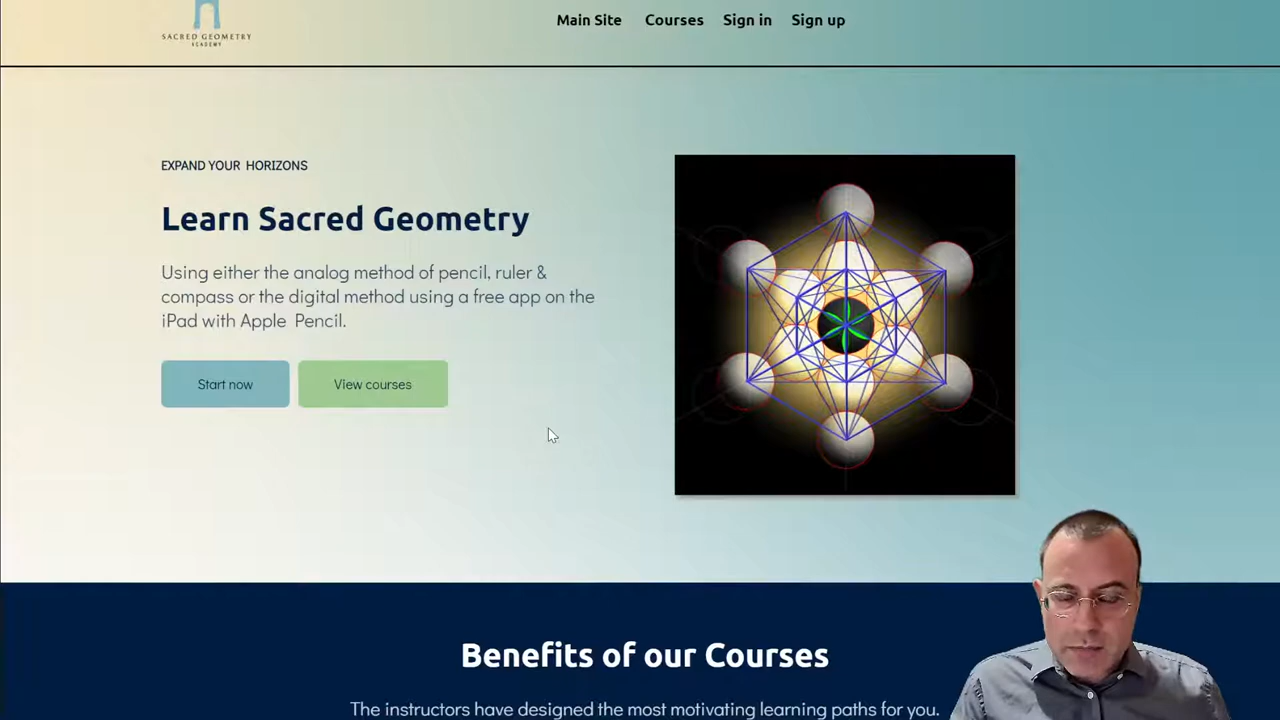 SACRED GEOMETRY
ACADEMY
Main Site Courses Sign in Sign up
EXPAND YOUR HORIZONS
Learn Sacred Geometry
Using either the analog method of pencil, ruler &
compass or the digital method using a free app on the
iPad with Apple Pencil.
Start now View courses
Benefits of our Courses
The instructors have designed the most motivating learning paths for you.